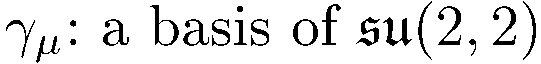 γ_μ: a basis of 𝔰𝔲(2, 2)